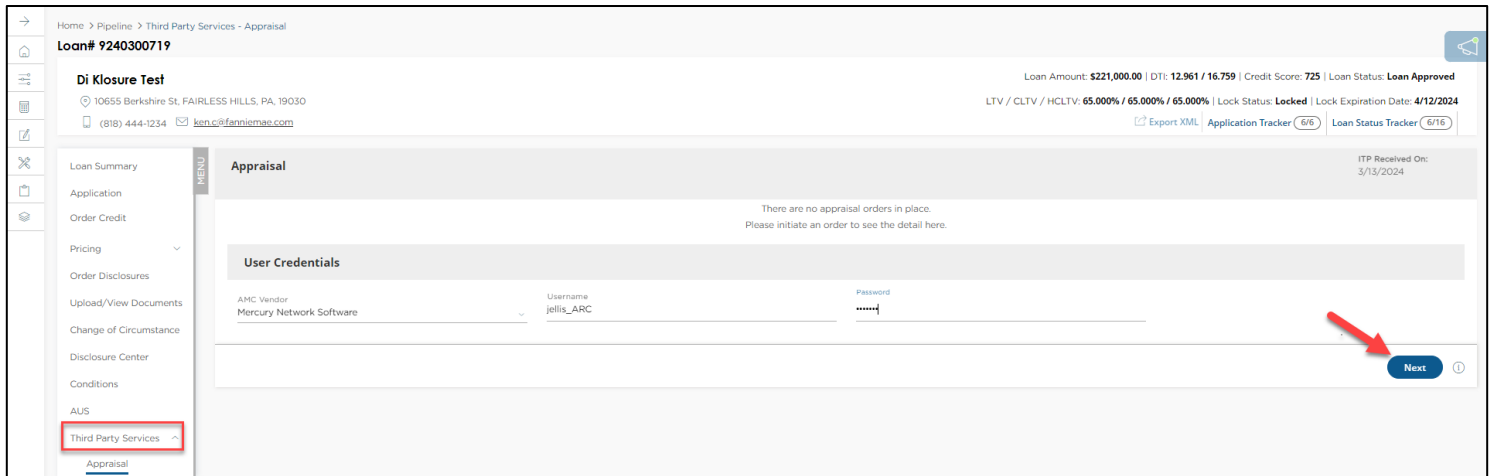 Home > Pipeline > Third Party Services - Appraisal
Loan# 9240300719
Di Klosure Test
Loan Amount: $221,000.00 | DTI: 12.961 / 16.759 | Credit Score: 725 | Loan Status: Loan Approved
10655 Berkshire St, FAIRLESS HILLS, PA, 19030
LTV / CLTV / HCLTV: 65.000% / 65.000% / 65.000% | Lock Status: Locked | Lock Expiration Date: 4/12/2024
(818) 444-1234 ken.c@fanniemae.com
Export XML Application Tracker 6/6 Loan Status Tracker 6/16
MENU
Loan Summary
Application
Order Credit
Pricing
Order Disclosures
Upload/View Documents
Change of Circumstance
Disclosure Center
Conditions
AUS
Third Party Services
Appraisal
Appraisal
ITP Received On:
3/13/2024
There are no appraisal orders in place.
Please initiate an order to see the detail here.
User Credentials
AMC Vendor
Mercury Network Software
Username
jellis_ARC
Password
•••••••
Next